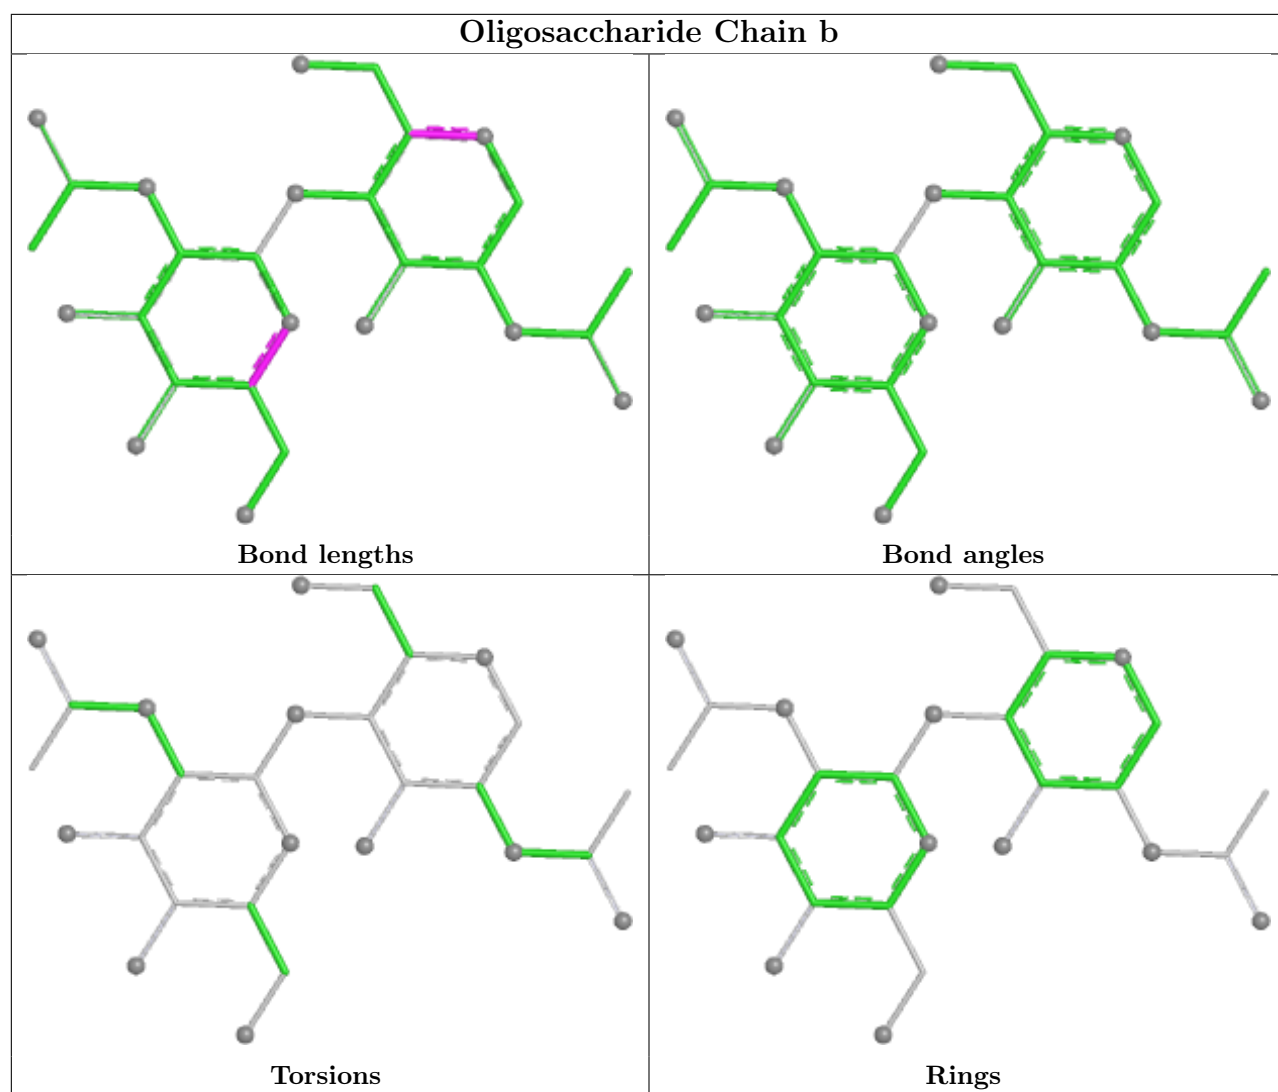 Oligosaccharide Chain b
Bond lengths
Bond angles
Torsions
Rings